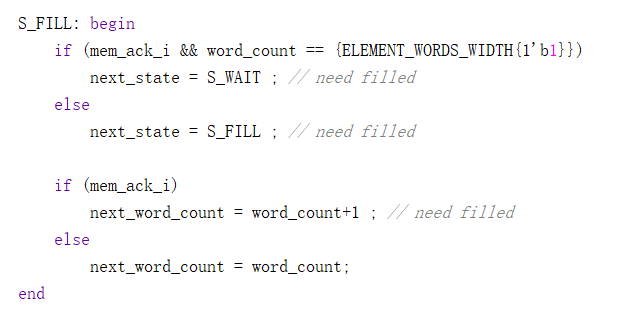 S_FILL: begin
if (mem_ack_i && word_count == {ELEMENT_WORDS_WIDTH{1'b1}})
next_state = S_WAIT ; // need filled
else
next_state = S_FILL ; // need filled
if (mem_ack_i)
next_word_count = word_count+1 ; // need filled
else
next_word_count = word_count;
end